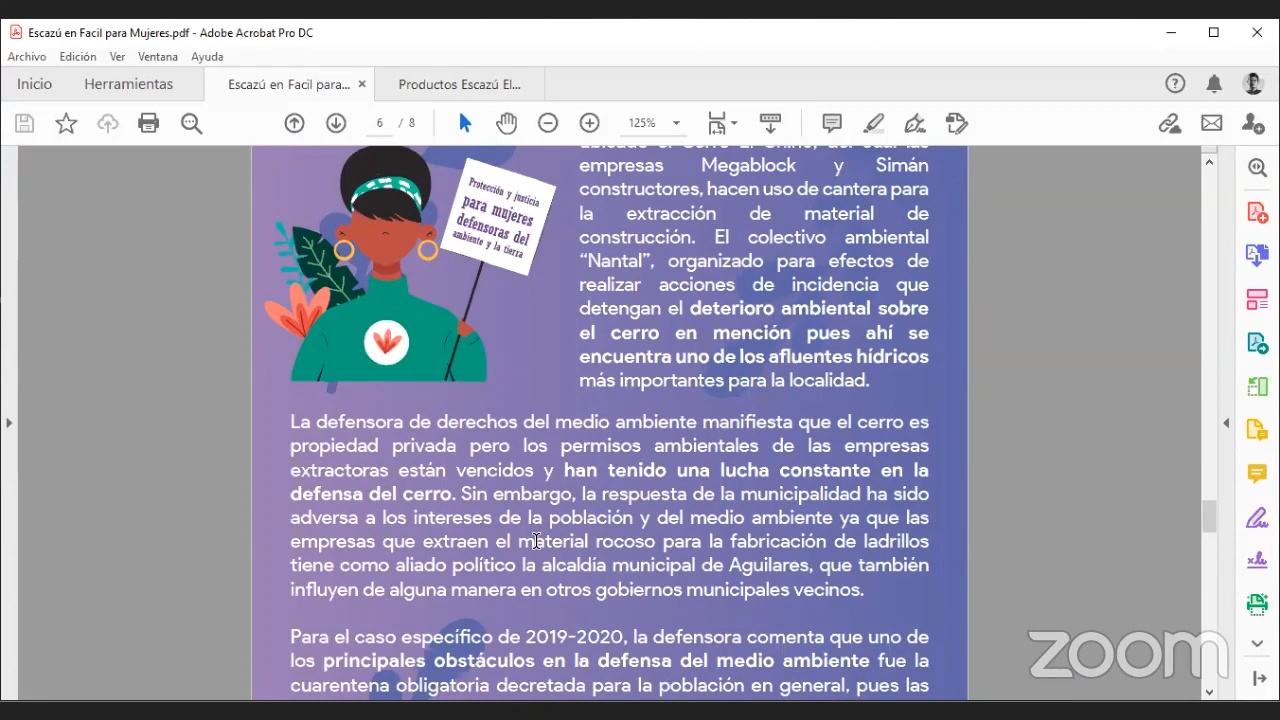 Escazú en Facil para Mujeres.pdf - Adobe Acrobat Pro DC
Archivo Edición Ver Ventana Ayuda
Inicio Herramientas Escazú en Facil para... × Productos Escazú El...
6 / 8 125%
Protección y justicia
para mujeres
defensoras del
ambiente y la tierra
empresas Megablock y Simán
constructores, hacen uso de cantera para
la extracción de material de
construcción. El colectivo ambiental
“Nantal”, organizado para efectos de
realizar acciones de incidencia que
detengan el deterioro ambiental sobre
el cerro en mención pues ahí se
encuentra uno de los afluentes hídricos
más importantes para la localidad.
La defensora de derechos del medio ambiente manifiesta que el cerro es
propiedad privada pero los permisos ambientales de las empresas
extractoras están vencidos y han tenido una lucha constante en la
defensa del cerro. Sin embargo, la respuesta de la municipalidad ha sido
adversa a los intereses de la población y del medio ambiente ya que las
empresas que extraen el material rocoso para la fabricación de ladrillos
tiene como aliado político la alcaldía municipal de Aguilares, que también
influyen de alguna manera en otros gobiernos municipales vecinos.
Para el caso específico de 2019-2020, la defensora comenta que uno de
los principales obstáculos en la defensa del medio ambiente fue la
cuarentena obligatoria decretada para la población en general, pues las
zoom